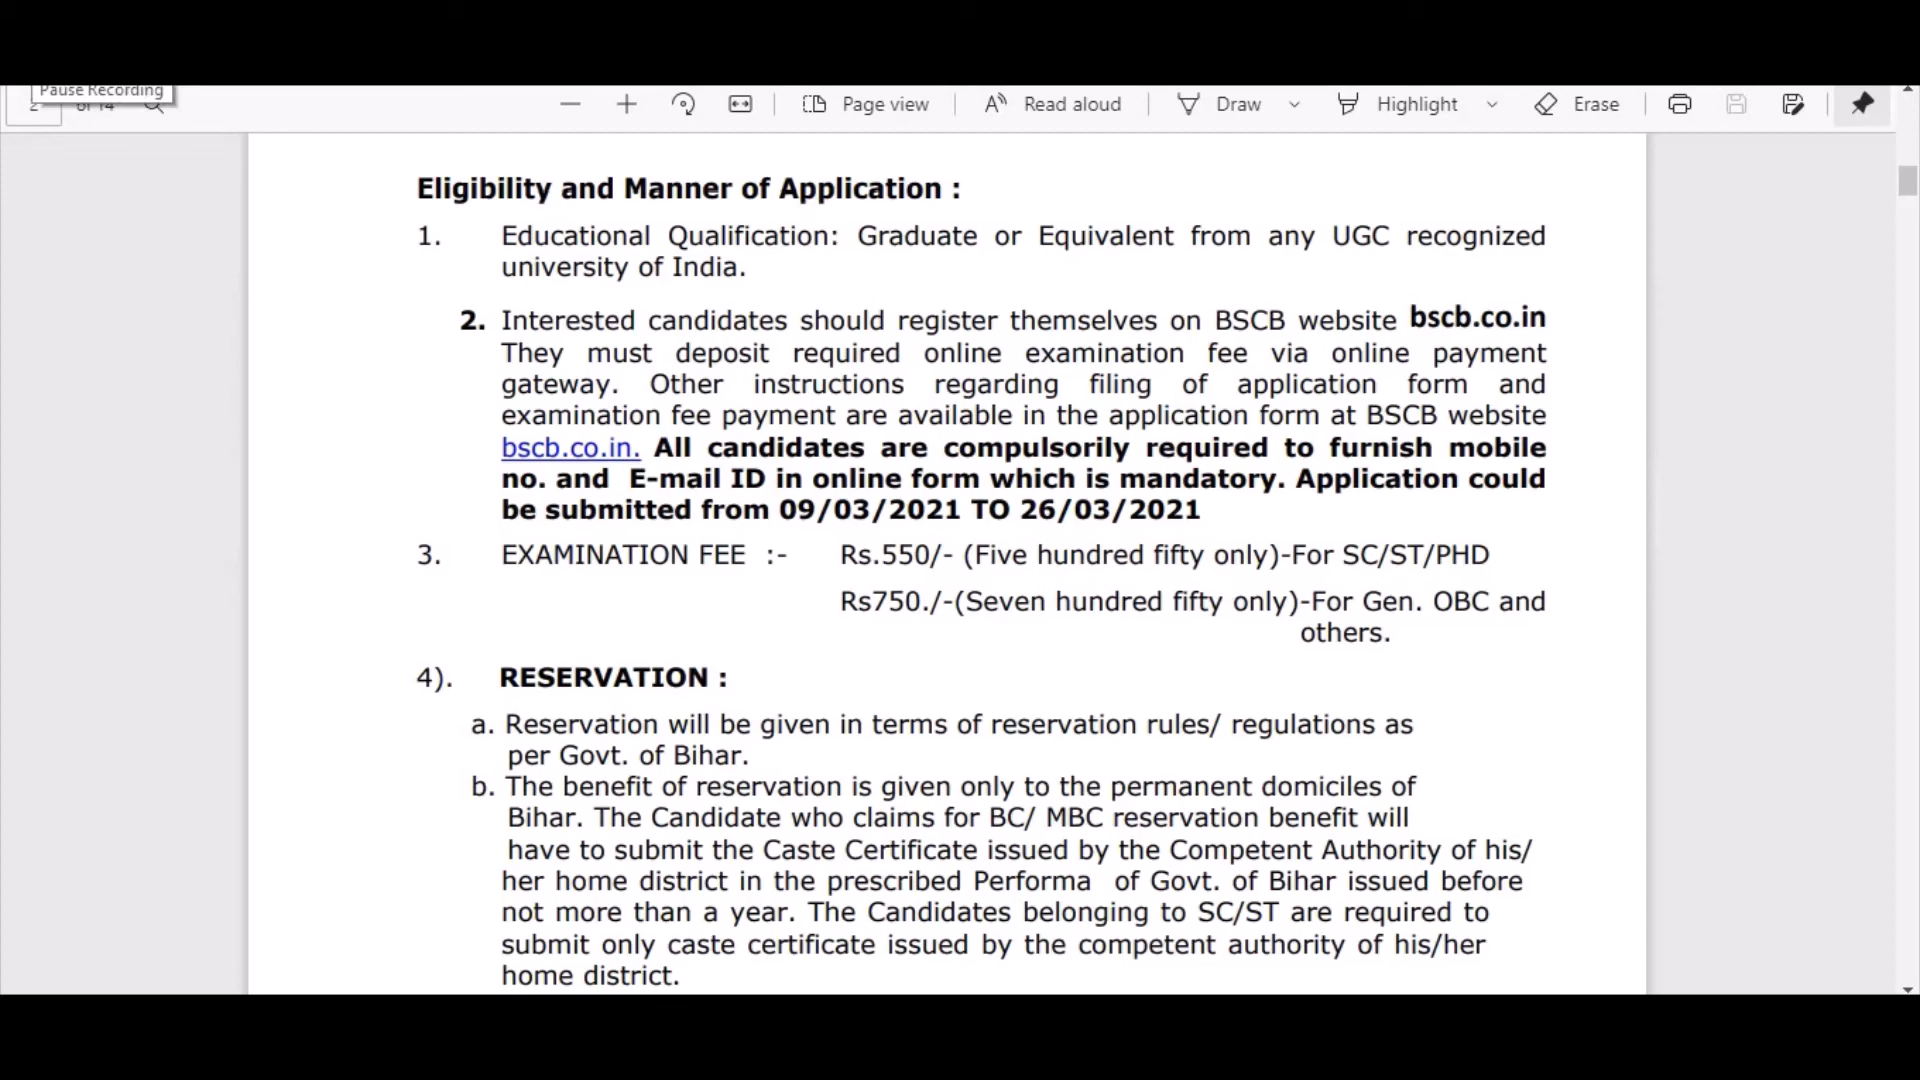 Pause Recording
2 of 14
Page view
Read aloud
Draw
Highlight
Erase
Eligibility and Manner of Application :
1. Educational Qualification: Graduate or Equivalent from any UGC recognized
university of India.
2. Interested candidates should register themselves on BSCB website bscb.co.in
They must deposit required online examination fee via online payment
gateway. Other instructions regarding filing of application form and
examination fee payment are available in the application form at BSCB website
bscb.co.in. All candidates are compulsorily required to furnish mobile
no. and E-mail ID in online form which is mandatory. Application could
be submitted from 09/03/2021 TO 26/03/2021
3. EXAMINATION FEE :- Rs.550/- (Five hundred fifty only)-For SC/ST/PHD
Rs750./-(Seven hundred fifty only)-For Gen. OBC and
others.
4). RESERVATION :
a. Reservation will be given in terms of reservation rules/ regulations as
per Govt. of Bihar.
b. The benefit of reservation is given only to the permanent domiciles of
Bihar. The Candidate who claims for BC/ MBC reservation benefit will
have to submit the Caste Certificate issued by the Competent Authority of his/
her home district in the prescribed Performa of Govt. of Bihar issued before
not more than a year. The Candidates belonging to SC/ST are required to
submit only caste certificate issued by the competent authority of his/her
home district.